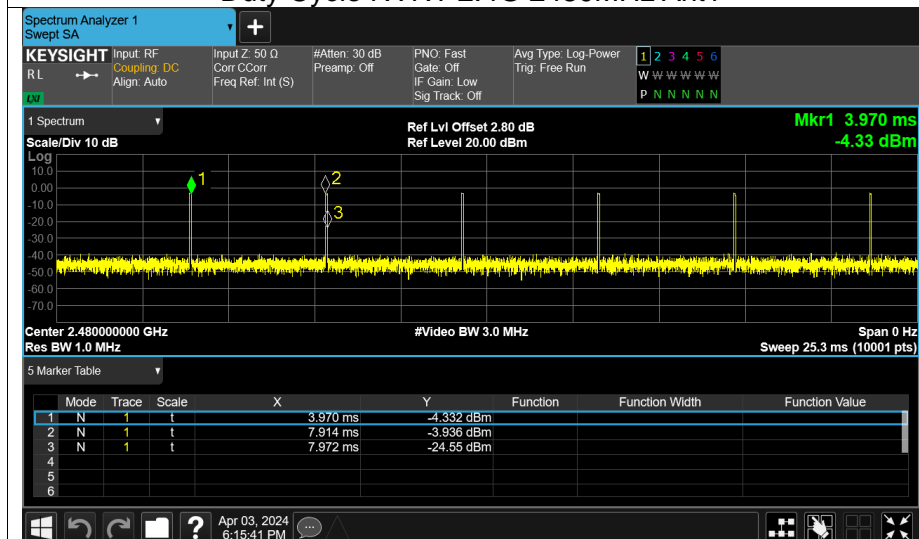 Spectrum Analyzer 1
Swept SA
+
KEYSIGHT Input: RF Input Z: 50 Ω #Atten: 30 dB PNO: Fast Avg Type: Log-Power 1 2 3 4 5 6
RL Coupling: DC Corr CCorr Preamp: Off Gate: Off Trig: Free Run W W W W W W
Align: Auto Freq Ref: Int (S) IF Gain: Low P N N N N N
LXI Sig Track: Off
1 Spectrum Ref Lvl Offset 2.80 dB Mkr1 3.970 ms
Scale/Div 10 dB Ref Level 20.00 dBm -4.33 dBm
Log
10.0
0.00
-10.0
-20.0
-30.0
-40.0
-50.0
-60.0
-70.0
1
2
3
Center 2.480000000 GHz #Video BW 3.0 MHz Span 0 Hz
Res BW 1.0 MHz Sweep 25.3 ms (10001 pts)
5 Marker Table
Mode Trace Scale X Y Function Function Width Function Value
1 N 1 t 3.970 ms -4.332 dBm
2 N 1 t 7.914 ms -3.936 dBm
3 N 1 t 7.972 ms -24.55 dBm
4
5
6
? Apr 03, 2024
6:15:41 PM